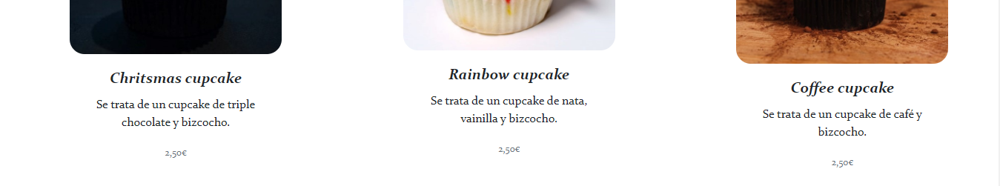 Chritsmas cupcake
Se trata de un cupcake de triple
chocolate y bizcocho.
2,50€
Rainbow cupcake
Se trata de un cupcake de nata,
vainilla y bizcocho.
2,50€
Coffee cupcake
Se trata de un cupcake de café y
bizcocho.
2,50€